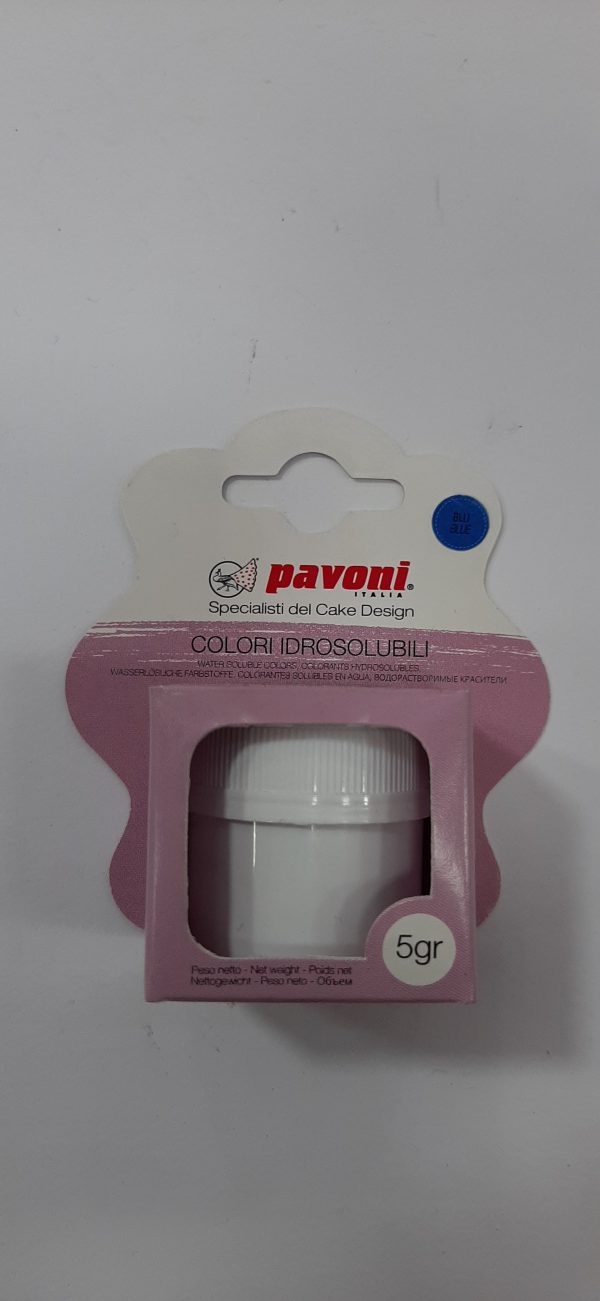 BLU
BLUE
pavoni®
ITALIA
Specialisti del Cake Design
COLORI IDROSOLUBILI
WATER SOLUBLE COLORS, COLORANTS HYDROSOLUBLES,
WASSERLÖSLICHE FARBSTOFFE, COLORANTES SOLUBLES EN AGUA, ВОДОРАСТВОРИМЫЕ КРАСИТЕЛИ
5gr
Peso netto - Net weight - Poids net
Nettogewicht - Peso neto - Объем